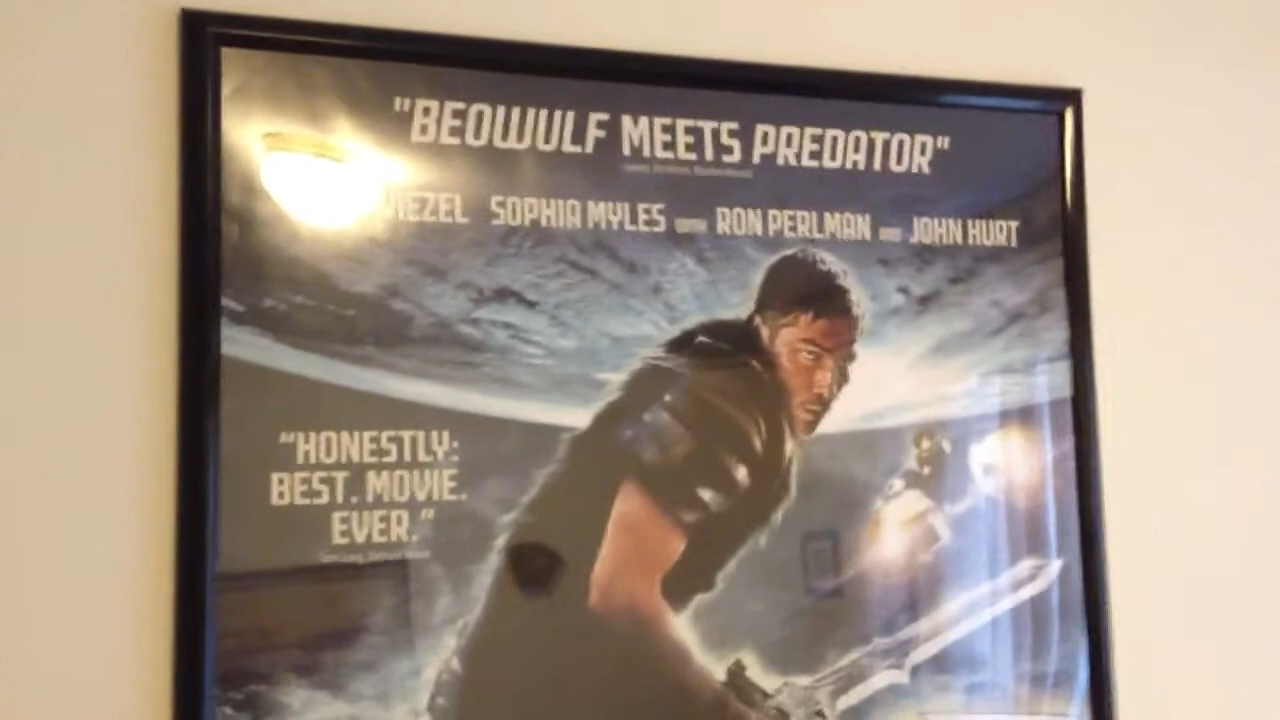 "BEOWULF MEETS PREDATOR"
VIEZEL SOPHIA MYLES RON PERLMAN JOHN HURT
"HONESTLY:
BEST. MOVIE.
EVER."